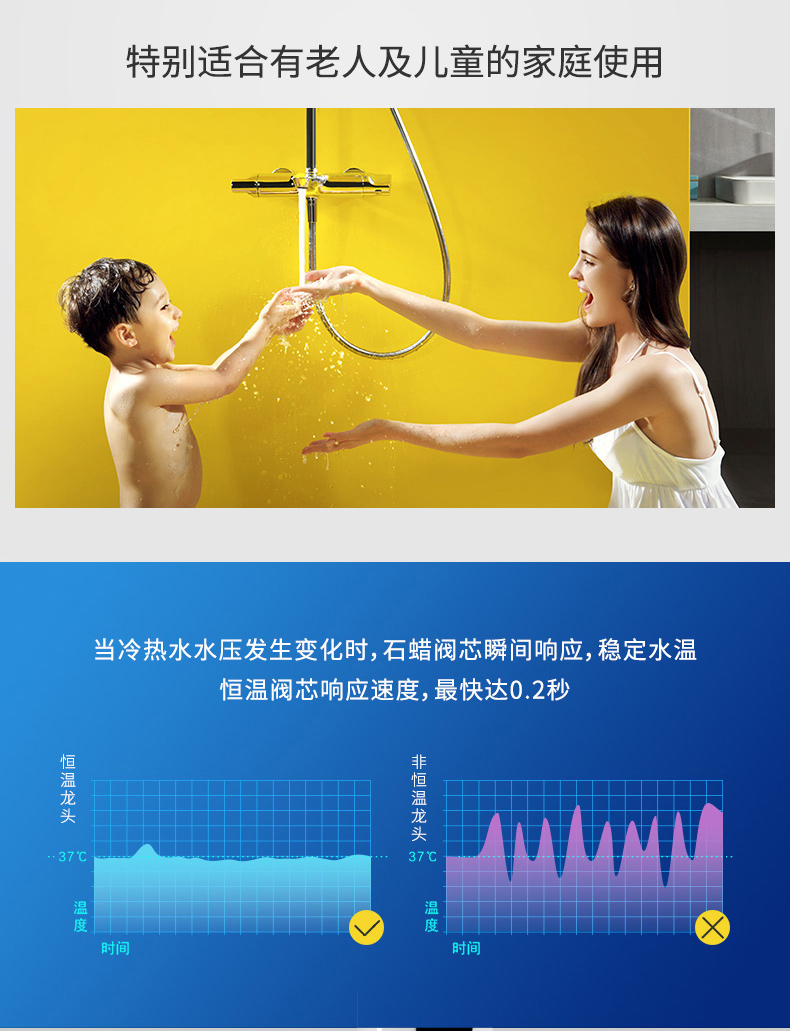 特别适合有老人及儿童的家庭使用
当冷热水水压发生变化时，石蜡阀芯瞬间响应，稳定水温
恒温阀芯响应速度，最快达0.2秒
恒温龙头
37℃
温度
时间
非恒温龙头
37℃
温度
时间